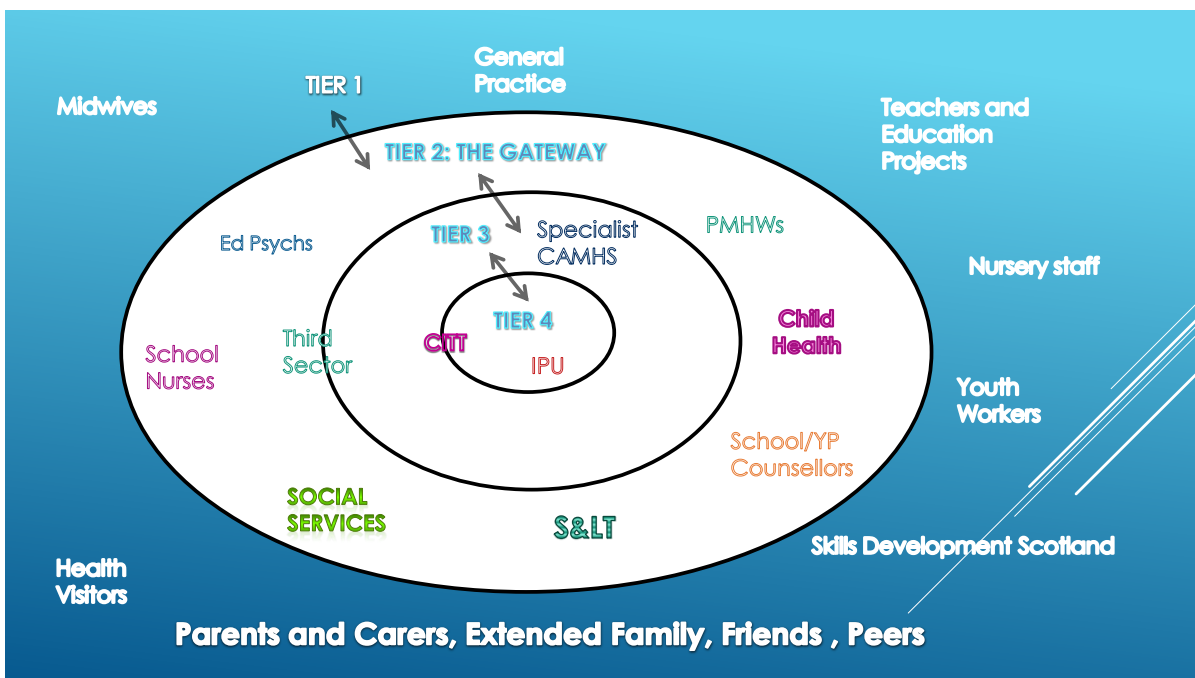 General
Practice
TIER 1
Midwives
Teachers and
Education
Projects
TIER 2: THE GATEWAY
PMHWs
Specialist
CAMHS
TIER 3
Ed Psychs
Nursery staff
TIER 4
Child
Health
CITT
Third
Sector
School
Nurses
IPU
Youth
Workers
School/YP
Counsellors
SOCIAL
SERVICES
S&LT
Skills Development Scotland
Health
Visitors
Parents and Carers, Extended Family, Friends , Peers